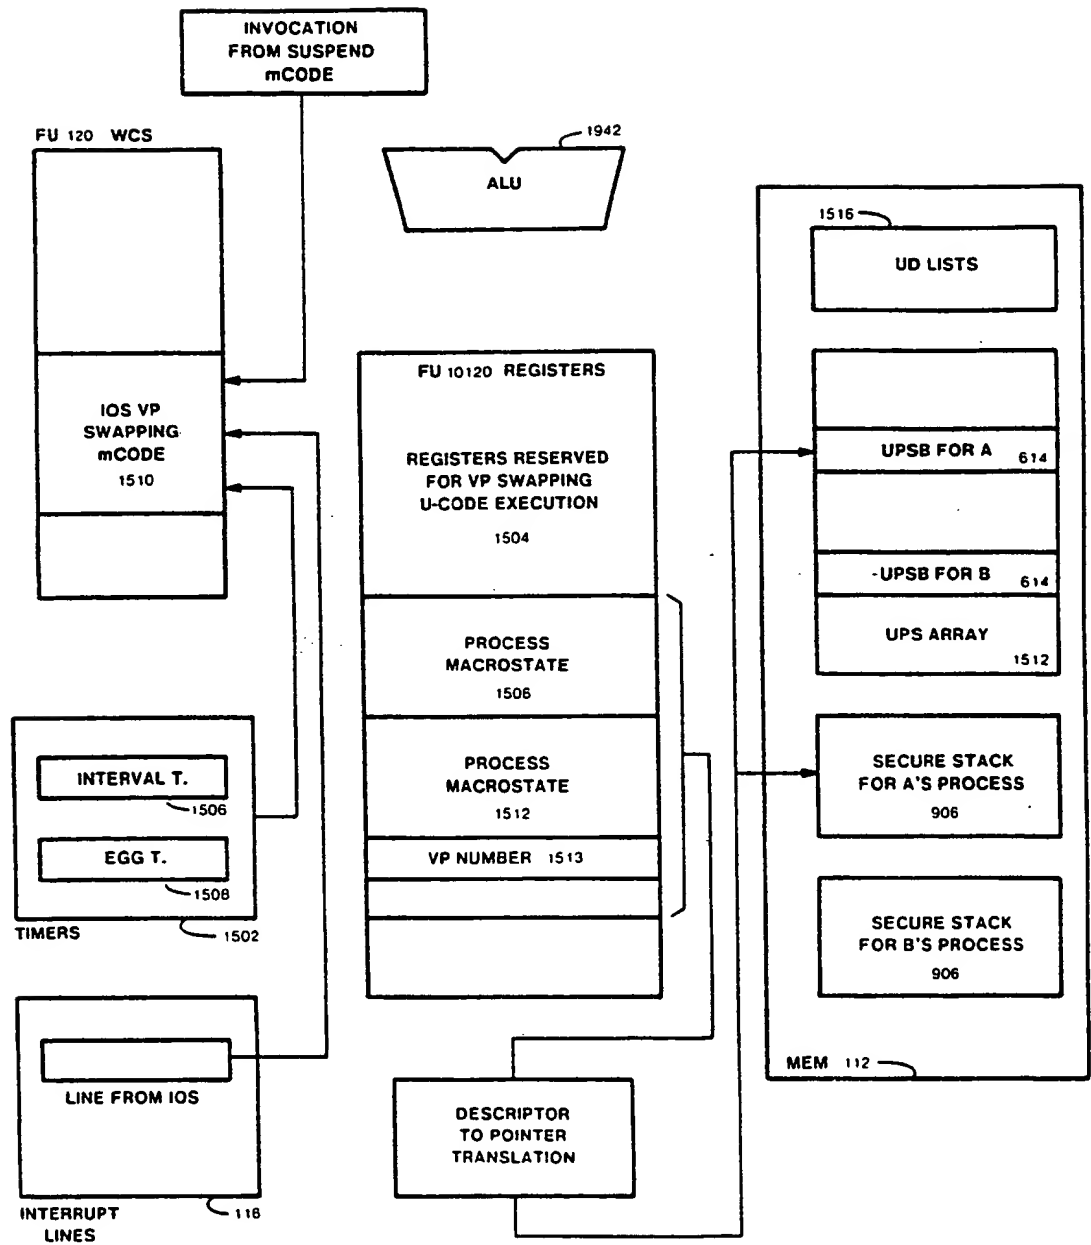 INVOCATION
FROM SUSPEND
mCODE
FU 120 WCS
IOS VP
SWAPPING
mCODE
1510
1942
ALU
FU 10120 REGISTERS
REGISTERS RESERVED
FOR VP SWAPPING
U-CODE EXECUTION
1504
PROCESS
MACROSTATE
1506
PROCESS
MACROSTATE
1512
VP NUMBER 1513
1516
UD LISTS
UPSB FOR A 614
UPSB FOR B 614
UPS ARRAY
1512
SECURE STACK
FOR A'S PROCESS
906
SECURE STACK
FOR B'S PROCESS
906
MEM 112
INTERVAL T.
1506
EGG T.
1508
TIMERS 1502
LINE FROM IOS
INTERRUPT
LINES
116
DESCRIPTOR
TO POINTER
TRANSLATION